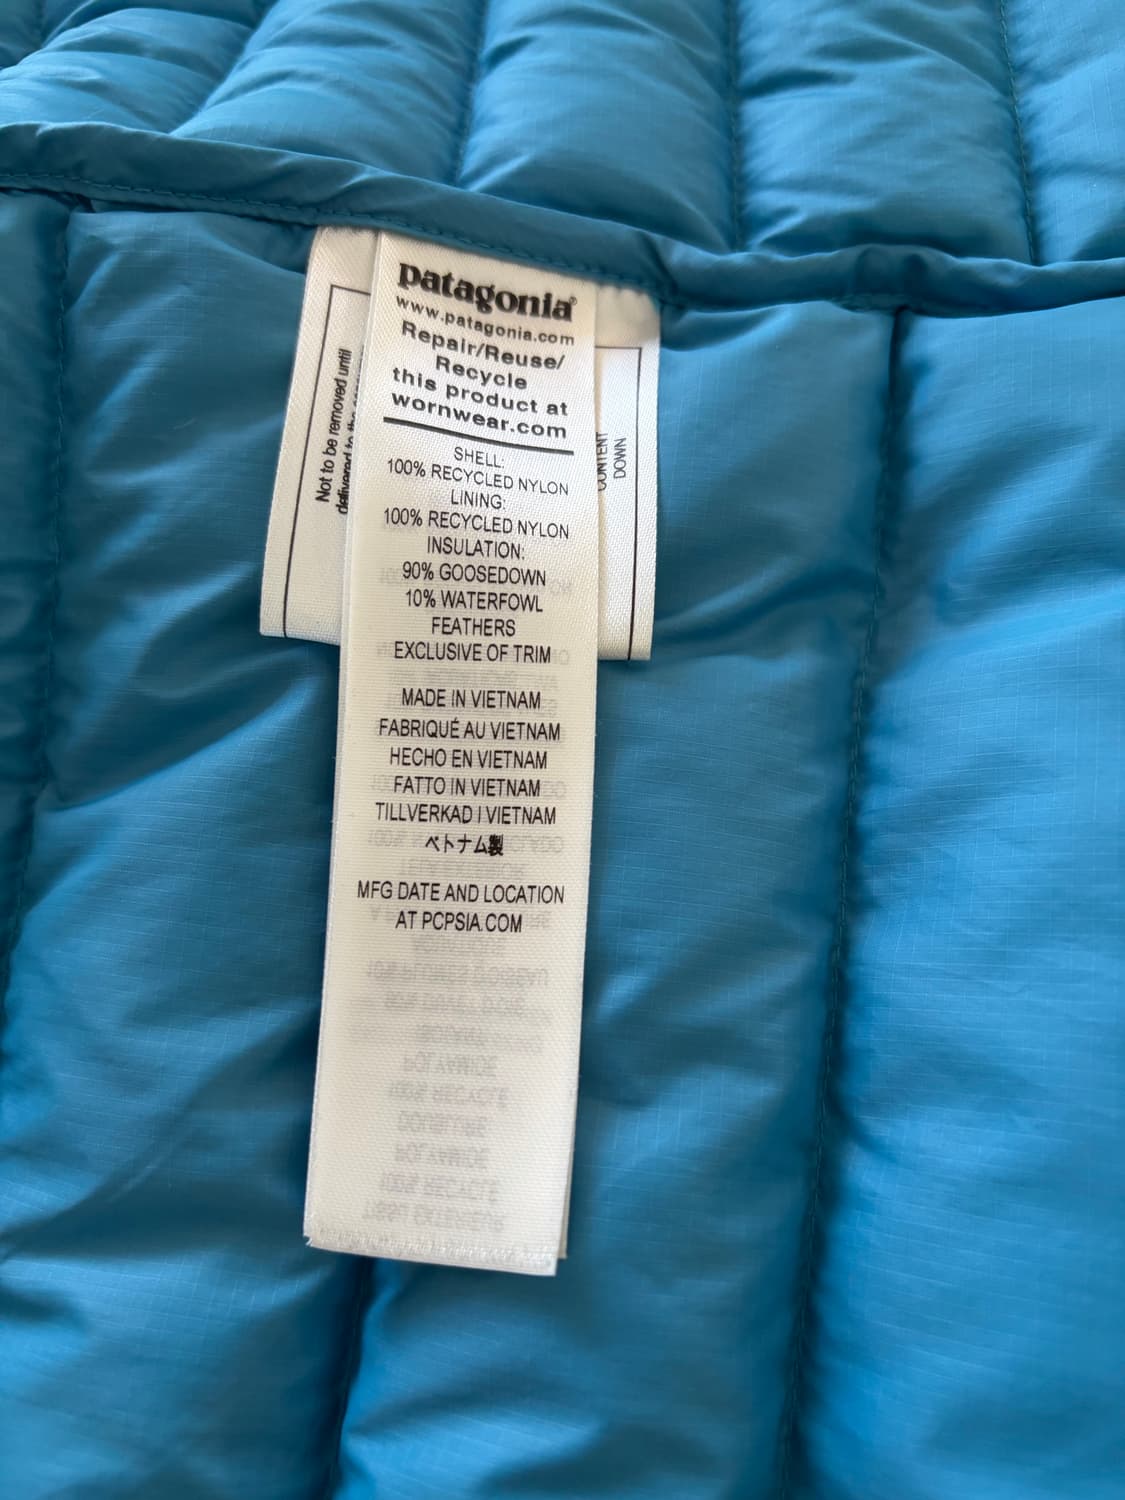 patagonia®
www.patagonia.com
Repair/Reuse/
Recycle
this product at
wornwear.com
SHELL:
100% RECYCLED NYLON
LINING:
100% RECYCLED NYLON
INSULATION:
90% GOOSEDOWN
10% WATERFOWL
FEATHERS
EXCLUSIVE OF TRIM
MADE IN VIETNAM
FABRIQUÉ AU VIETNAM
HECHO EN VIETNAM
FATTO IN VIETNAM
TILLVERKAD I VIETNAM
ベトナム製
MFG DATE AND LOCATION
AT PCPSIA.COM
Not to be removed until
delivered to the
CONTENT
DOWN